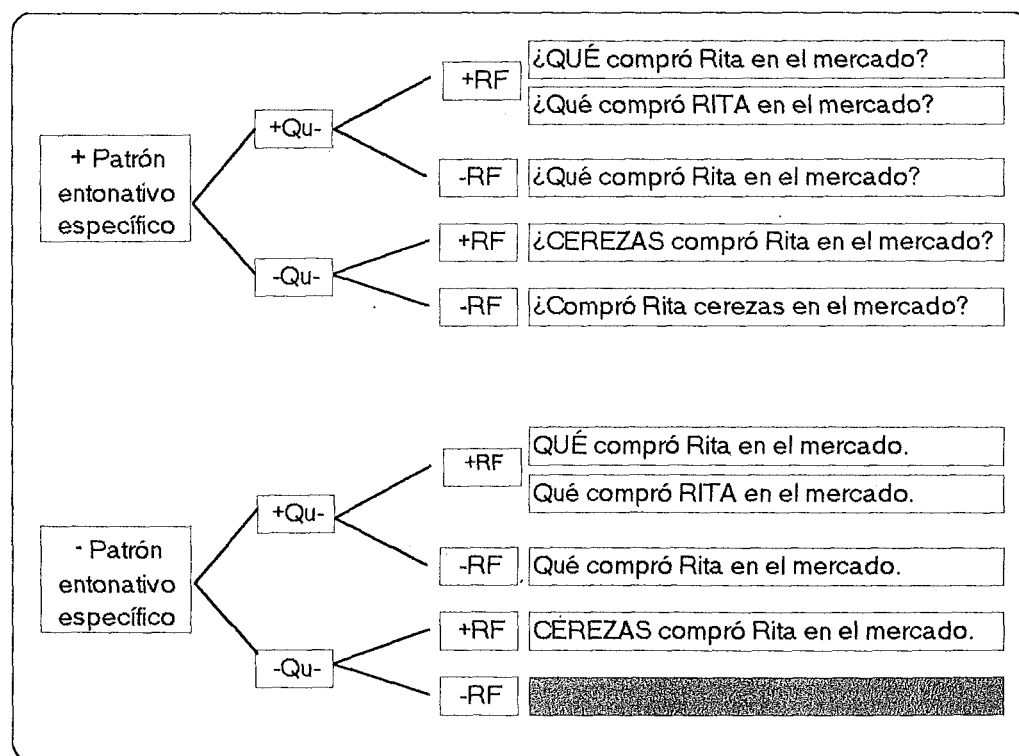 + Patrón
entonativo
específico
+Qu-
+RF
¿QUÉ compró Rita en el mercado?
¿Qué compró RITA en el mercado?
-RF
¿Qué compró Rita en el mercado?
-Qu-
+RF
¿CEREZAS compró Rita en el mercado?
-RF
¿Compró Rita cerezas en el mercado?
- Patrón
entonativo
específico
+Qu-
+RF
QUÉ compró Rita en el mercado.
Qué compró RITA en el mercado.
-RF
Qué compró Rita en el mercado.
-Qu-
+RF
CEREZAS compró Rita en el mercado.
-RF